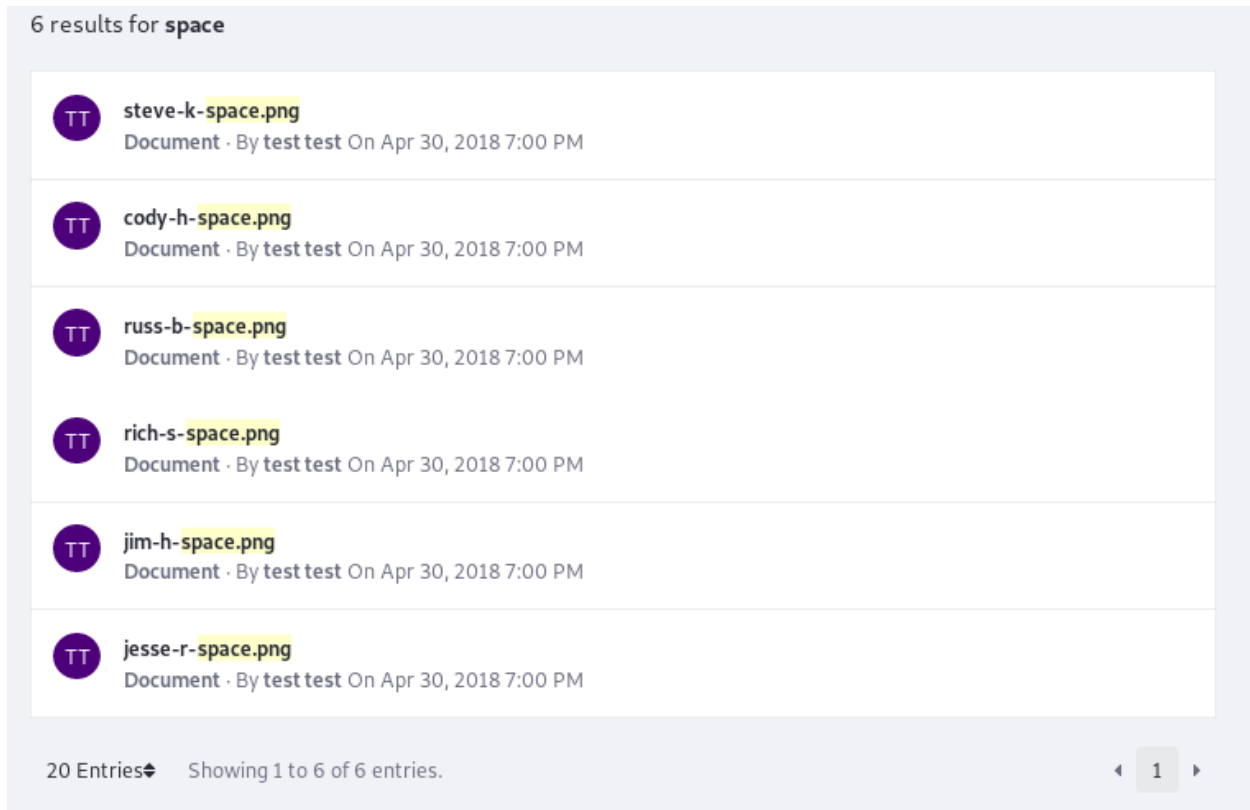 6 results for space
TT
steve-k-space.png
Document · By test test On Apr 30, 2018 7:00 PM
TT
cody-h-space.png
Document · By test test On Apr 30, 2018 7:00 PM
TT
russ-b-space.png
Document · By test test On Apr 30, 2018 7:00 PM
TT
rich-s-space.png
Document · By test test On Apr 30, 2018 7:00 PM
TT
jim-h-space.png
Document · By test test On Apr 30, 2018 7:00 PM
TT
jesse-r-space.png
Document · By test test On Apr 30, 2018 7:00 PM
20 Entries Showing 1 to 6 of 6 entries. 1